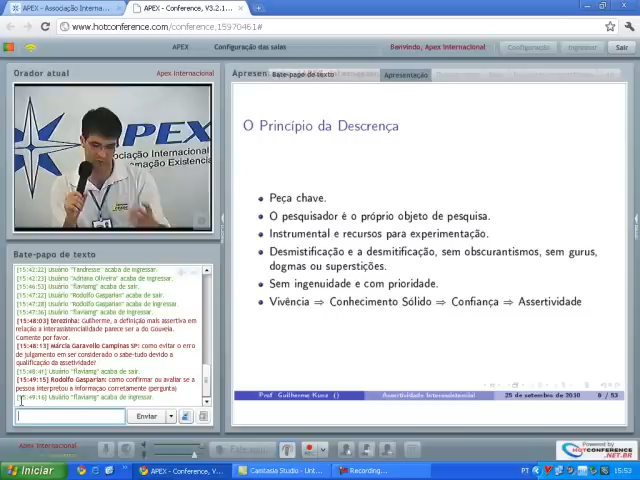 APEX - Associação Internac
APEX - Conference, V3.2.1...
www.hotconference.com/conference_15970461#
APEX
Configuração das salas
Benvindo, Apex Internacional
Configuração
Ingressar
Sair
Orador atual
Apex Internacional
Apresen
Bate-papo de texto
Apresentação
APEX
ociação Internacional
rmação Existencia
O Princípio da Descrença
Peça chave.
O pesquisador é o próprio objeto de pesquisa.
Instrumental e recursos para experimentação.
Desmistificação e a desmitificação, sem obscurantismos, sem gurus,
dogmas ou superstições.
Sem ingenuidade e com prioridade.
Vivência ⇒ Conhecimento Sólido ⇒ Confiança ⇒ Assertividade
Prof. Guilherme Kunz ()
Assertividade Interassistencial
25 de setembro de 2010
8 / 53
Bate-papo de texto
[15:42:22] Usuário "Tandresse" acaba de ingressar.
[15:42:23] Usuário "Adriana Oliveira" acaba de ingressar.
[15:46:52] Usuário "flaviamg" acaba de sair.
[15:47:22] Usuário "Rodolfo Gasparian" acaba de ingressar.
[15:47:28] Usuário "Rodolfo Gasparian" acaba de ingressar.
[15:47:36] Usuário "flaviamg" acaba de ingressar.
[15:48:03] terezinha: Guilherme, a definição mais assertiva em
relação a interassistencialidade parece ser a do Gouveia.
Comente por favor.
[15:48:13] Márcia Garavello Campinas SP: como evitar o erro
de julgamento em ser considerado o sabe-tudo devido a
qualificação da assetividade?
[15:48:41] Usuário "flaviamg" acaba de sair.
[15:49:15] Rodolfo Gasparian: como confirmar ou avaliar se a
pessoa interpretou a informaçao corretamente (pergunta)
[15:49:16] Usuário "flaviamg" acaba de ingressar.
Enviar
Apex Internacional
Powered by
HOTCONFERENCE
.NET.BR
Iniciar
APEX - Conference, V...
Camtasia Studio - Unt...
Recording...
PT
15:53